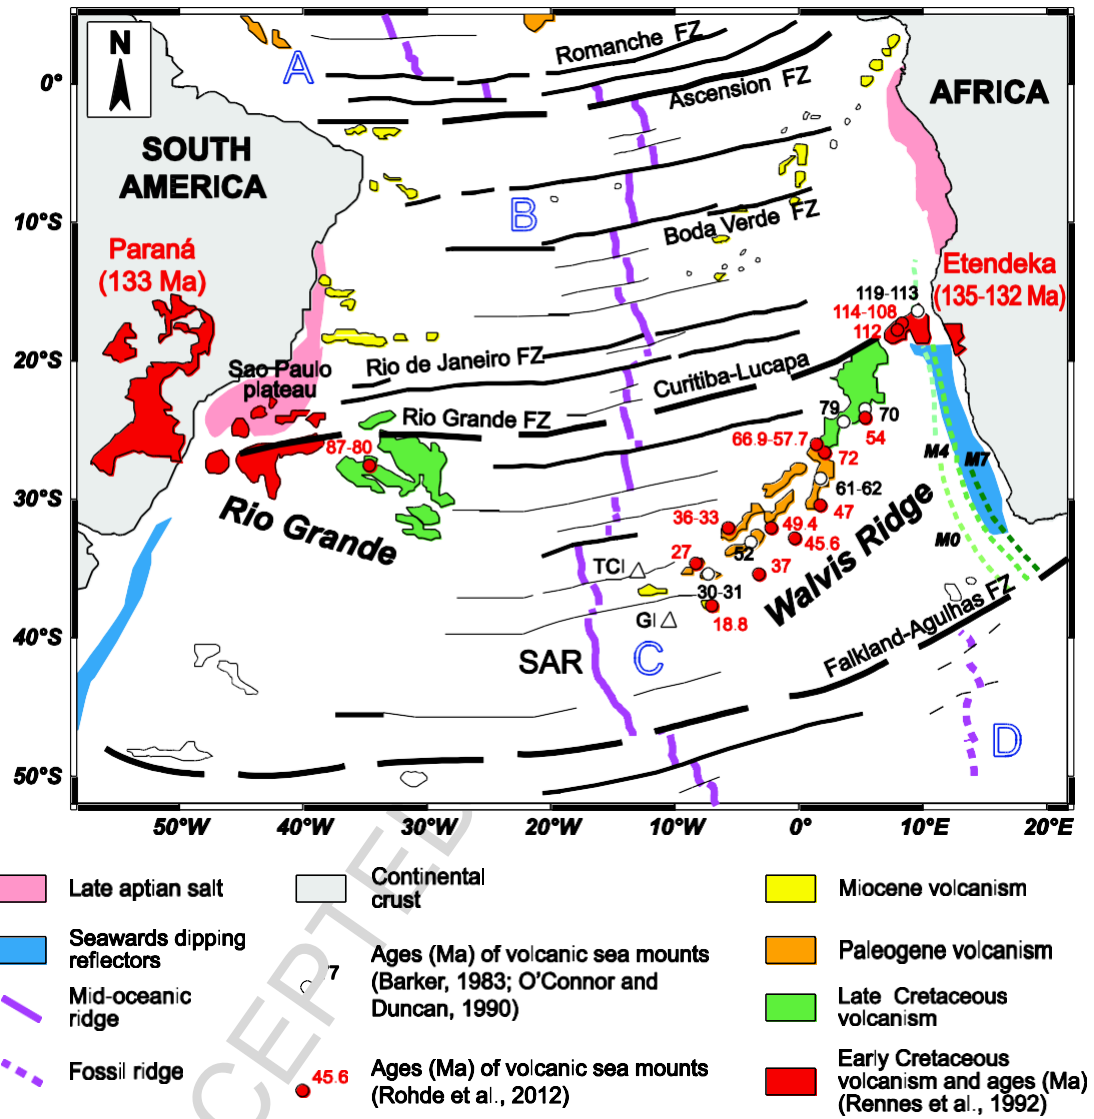 N
A
Romanche FZ
0°
Ascension FZ
AFRICA
SOUTH
AMERICA
10°S
B
Boda Verde FZ
Paraná
(133 Ma)
Etendeka
(135-132 Ma)
119-113
114-108
112
20°S
Rio de Janeiro FZ
Sao Paulo
plateau
Curitiba-Lucapa
Rio Grande FZ
79
70
54
87-80
66.9-57.7
72
M4
M7
30°S
Rio Grande
61-62
47
36-33
49.4
45.6
52
M0
27
37
TCI
30-31
Walvis Ridge
GI
18.8
40°S
SAR
C
Falkland-Agulhas FZ
D
50°S
50°W
40°W
30°W
20°W
10°W
0°
10°E
20°E
Late aptian salt
Continental
crust
Miocene volcanism
Seawards dipping
reflectors
77
Ages (Ma) of volcanic sea mounts
(Barker, 1983; O'Connor and
Duncan, 1990)
Paleogene volcanism
Mid-oceanic
ridge
Late Cretaceous
volcanism
Fossil ridge
45.6
Ages (Ma) of volcanic sea mounts
(Rohde et al., 2012)
Early Cretaceous
volcanism and ages (Ma)
(Rennes et al., 1992)
CEPTED